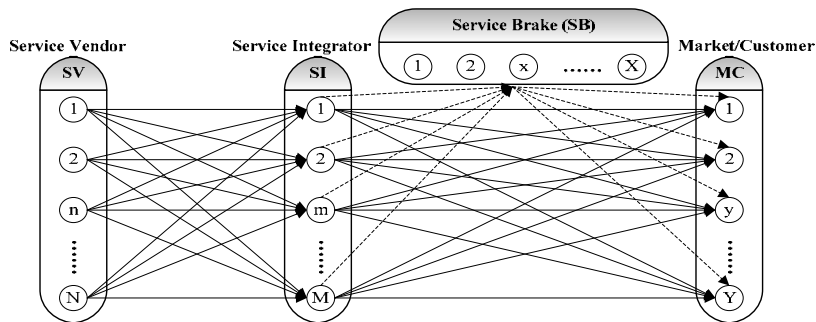 Service Brake (SB)
1 2 x ...... X
Service Vendor
SV
1
2
n
......
N
Service Integrator
SI
1
2
m
......
M
Market/Customer
MC
1
2
y
......
Y